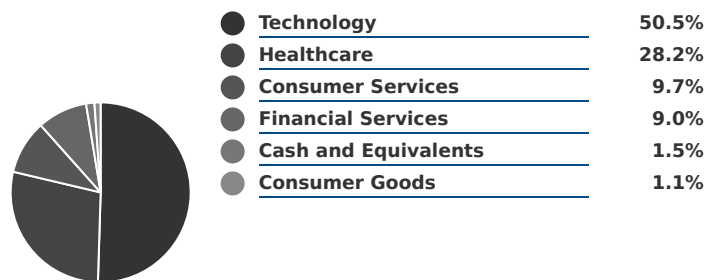 Technology 50.5%
Healthcare 28.2%
Consumer Services 9.7%
Financial Services 9.0%
Cash and Equivalents 1.5%
Consumer Goods 1.1%